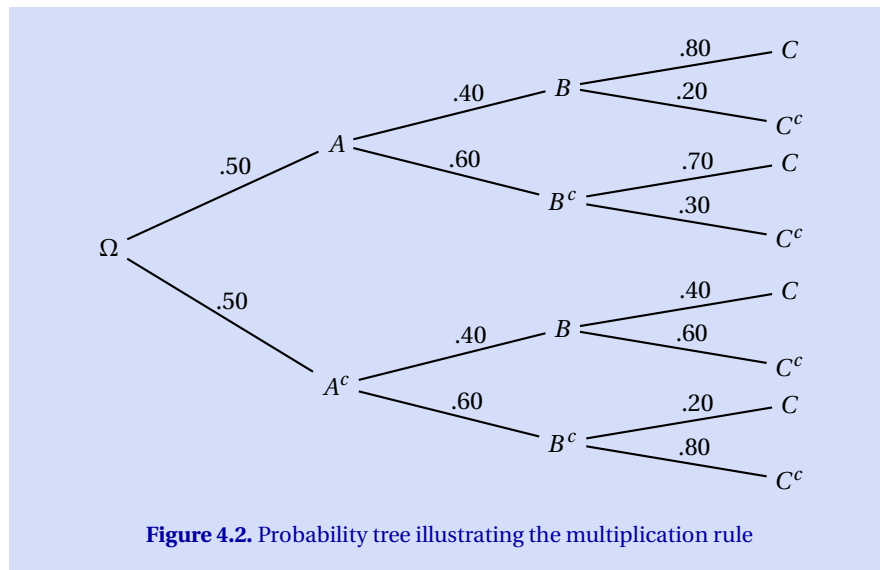 .80 C
.40 B .20
C^c
.50 A .60 .70 C
B^c .30
C^c
Ω
.50 .40 C
.40 B .60
C^c
A^c .60 .20 C
B^c .80
C^c
Figure 4.2. Probability tree illustrating the multiplication rule